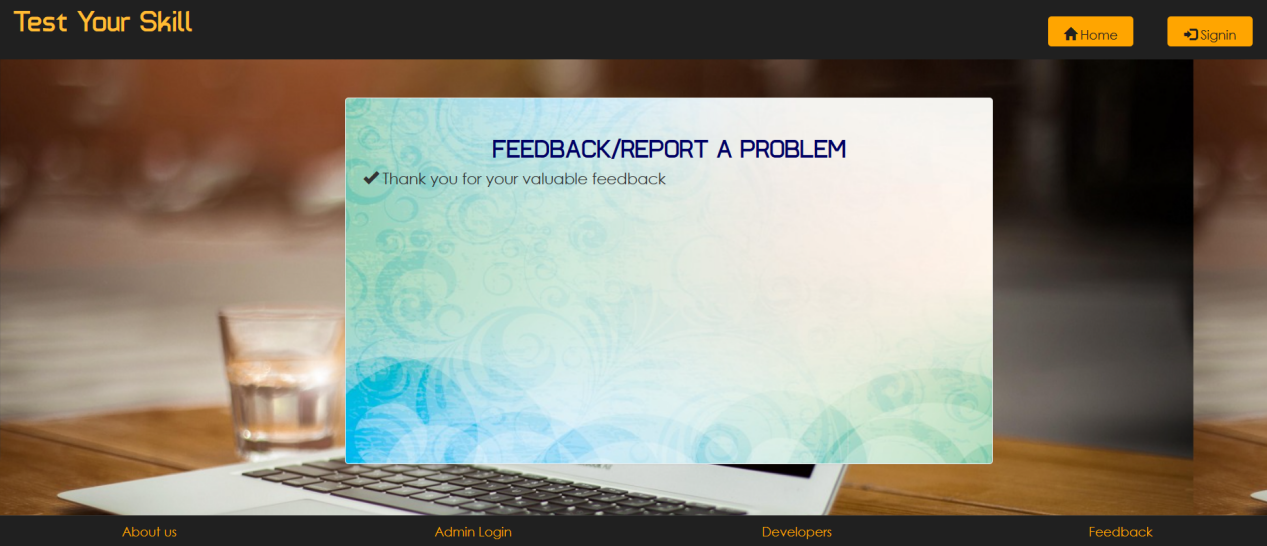 Test Your Skill
Home
Signin
FEEDBACK/REPORT A PROBLEM
Thank you for your valuable feedback
About us
Admin Login
Developers
Feedback